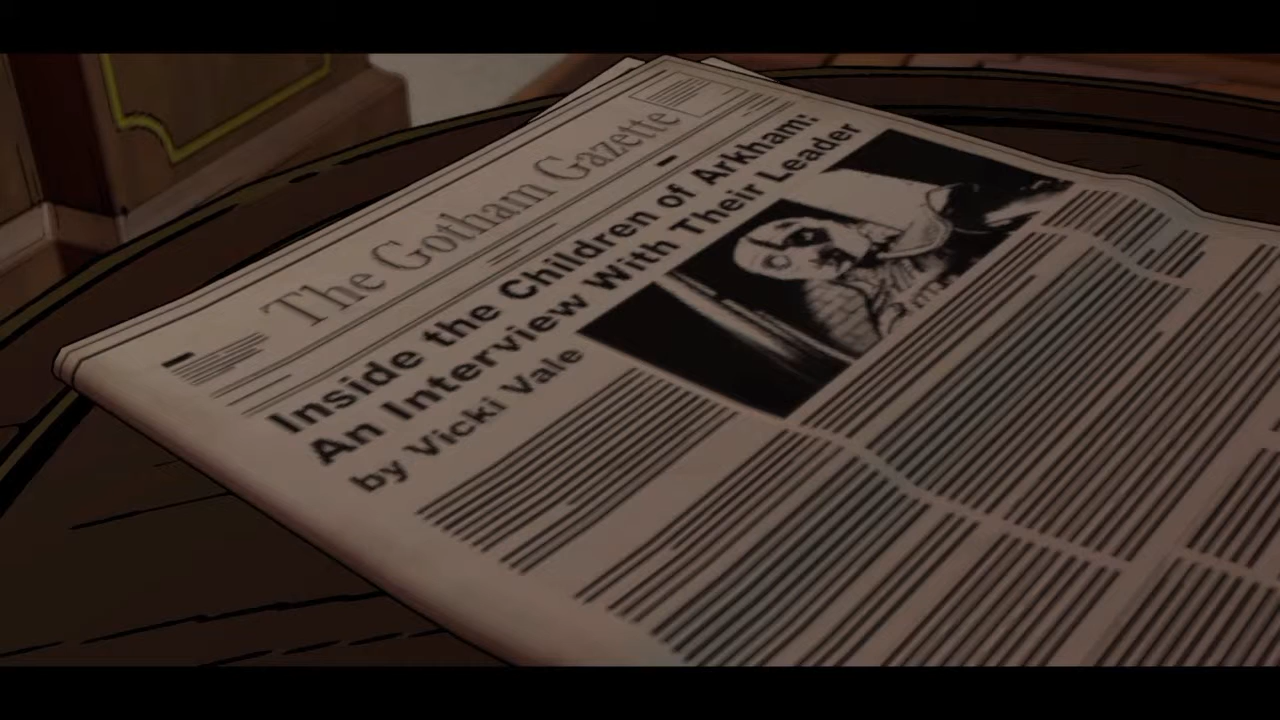 The Gotham Gazette
Inside the Children of Arkham:
An Interview With Their Leader
by Vicki Vale